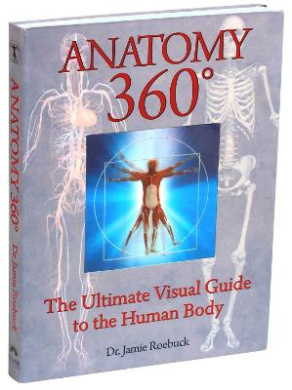 ANATOMY
360°
The Ultimate Visual Guide
to the Human Body
Dr. Jamie Roebuck
ANATOMY 360°
Dr. Jamie Roebuck